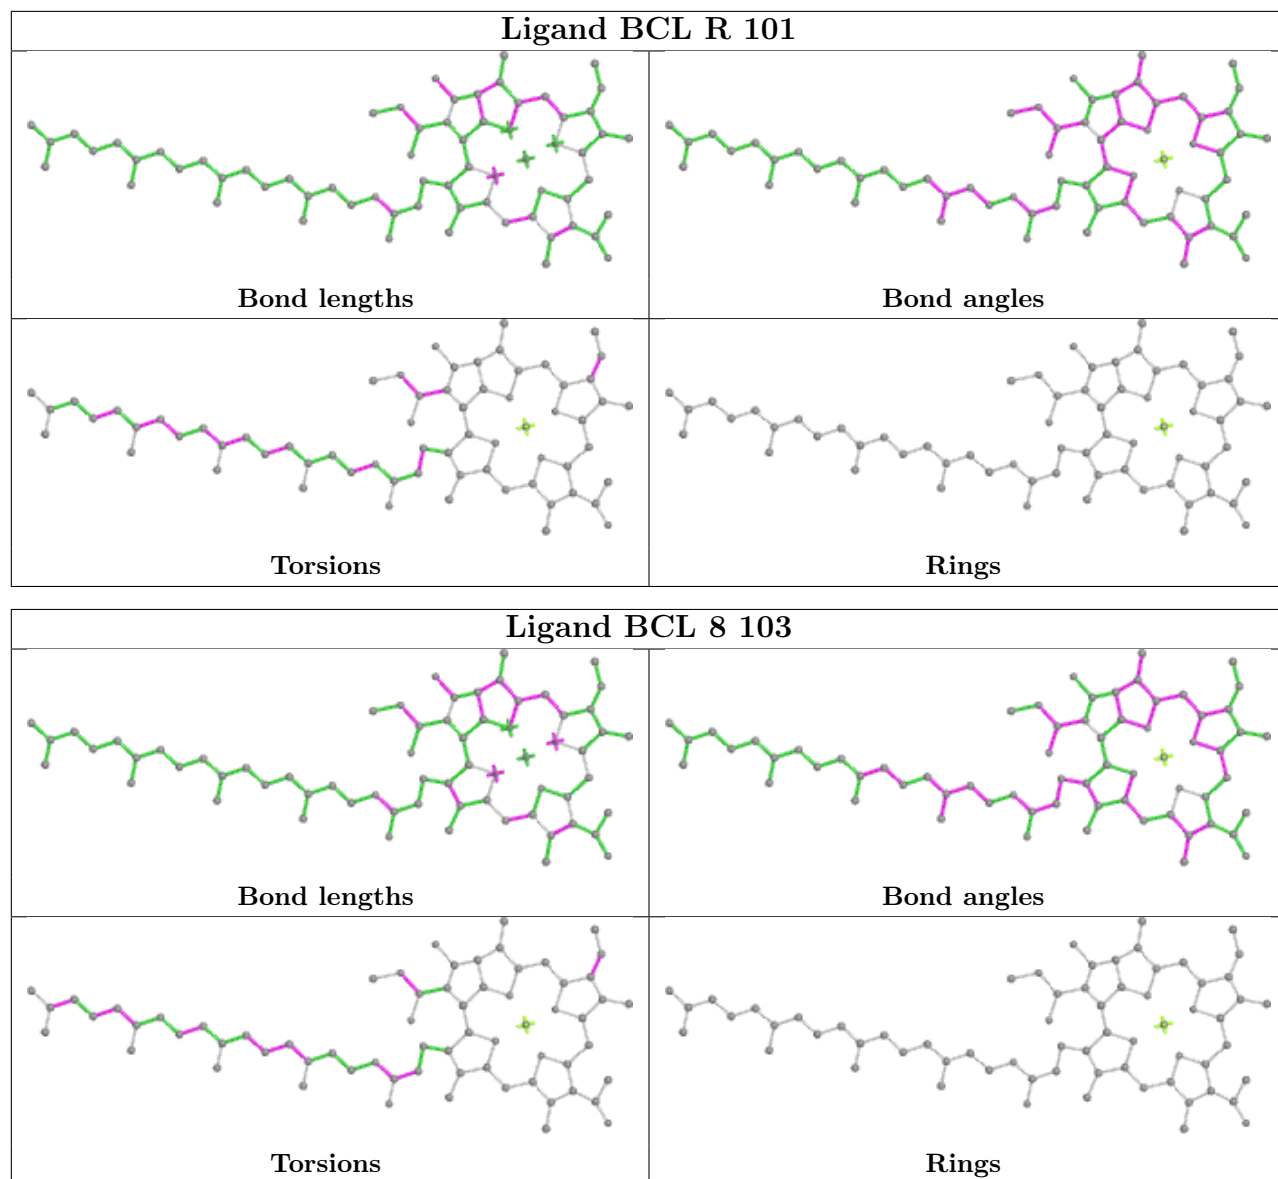 Ligand BCL R 101
Bond lengths
Bond angles
Torsions
Rings
Ligand BCL 8 103
Bond lengths
Bond angles
Torsions
Rings